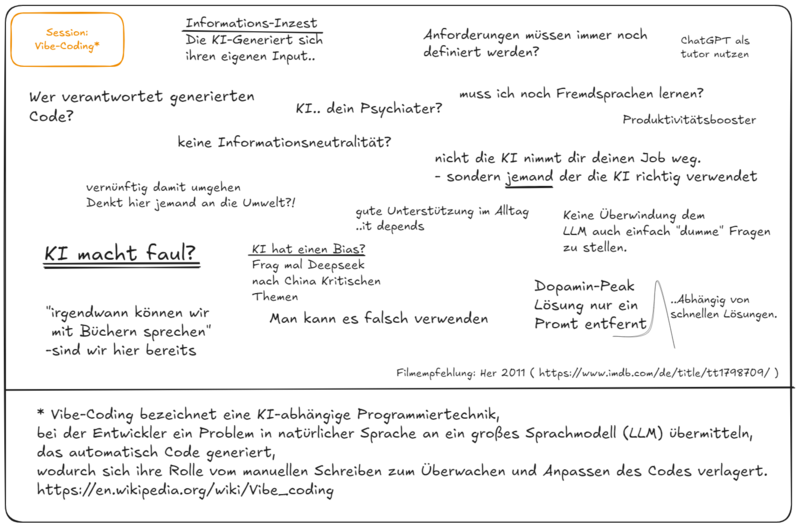 Session:
Vibe-Coding*
Informations-Inzest
Die KI-Generiert sich
ihren eigenen Input..
Anforderungen müssen immer noch
definiert werden?
ChatGPT als
tutor nutzen
Wer verantwortet generierten
Code?
KI.. dein Psychiater?
muss ich noch Fremdsprachen lernen?
Produktivitätsbooster
keine Informationsneutralität?
nicht die KI nimmt dir deinen Job weg.
- sondern jemand der die KI richtig verwendet
vernünftig damit umgehen
Denkt hier jemand an die Umwelt?!
gute Unterstützung im Alltag
..it depends
Keine Überwindung dem
LLM auch einfach "dumme" Fragen
zu stellen.
KI macht faul?
KI hat einen Bias?
Frag mal Deepseek
nach China Kritischen
Themen
Dopamin-Peak
Lösung nur ein
Promt entfernt
..Abhängig von
schnellen Lösungen.
"irgendwann können wir
mit Büchern sprechen"
-sind wir hier bereits
Man kann es falsch verwenden
Filmempfehlung: Her 2011 ( https://www.imdb.com/de/title/tt1798709/ )
* Vibe-Coding bezeichnet eine KI-abhängige Programmiertechnik,
bei der Entwickler ein Problem in natürlicher Sprache an ein großes Sprachmodell (LLM) übermitteln,
das automatisch Code generiert,
wodurch sich ihre Rolle vom manuellen Schreiben zum Überwachen und Anpassen des Codes verlagert.
https://en.wikipedia.org/wiki/Vibe_coding